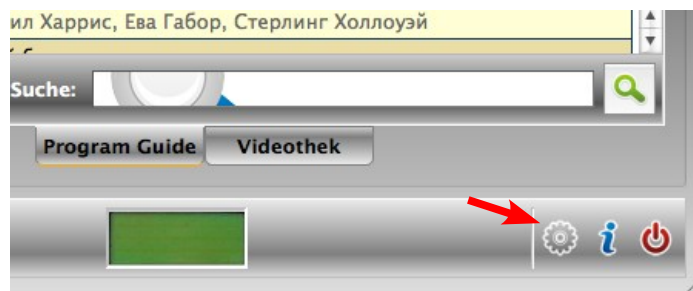 ил Харрис, Ева Габор, Стерлинг Холлоуэй
Suche:
Program Guide
Videothek